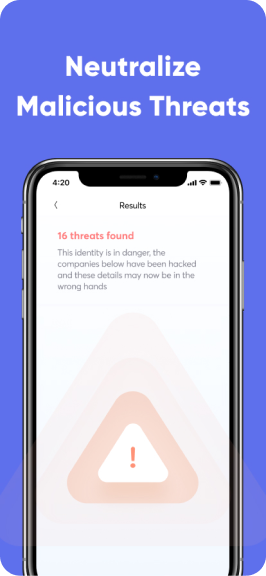 Neutralize
Malicious Threats
4:20
Results
16 threats found
This identity is in danger, the
companies below have been hacked
and these details may now be in the
wrong hands
!